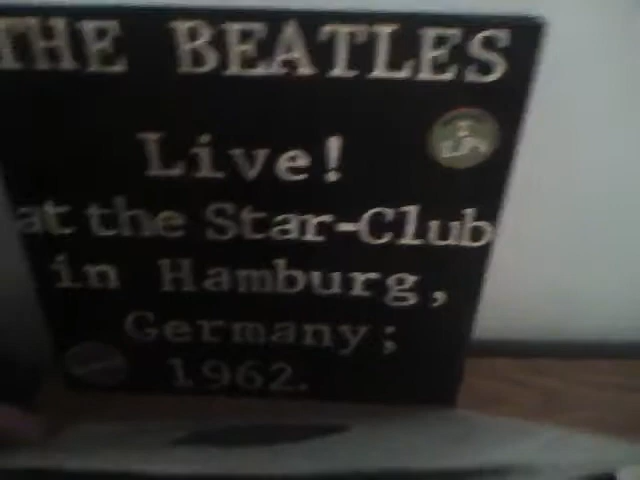 THE BEATLES
Live!
at the Star-Club
in Hamburg,
Germany;
1962.